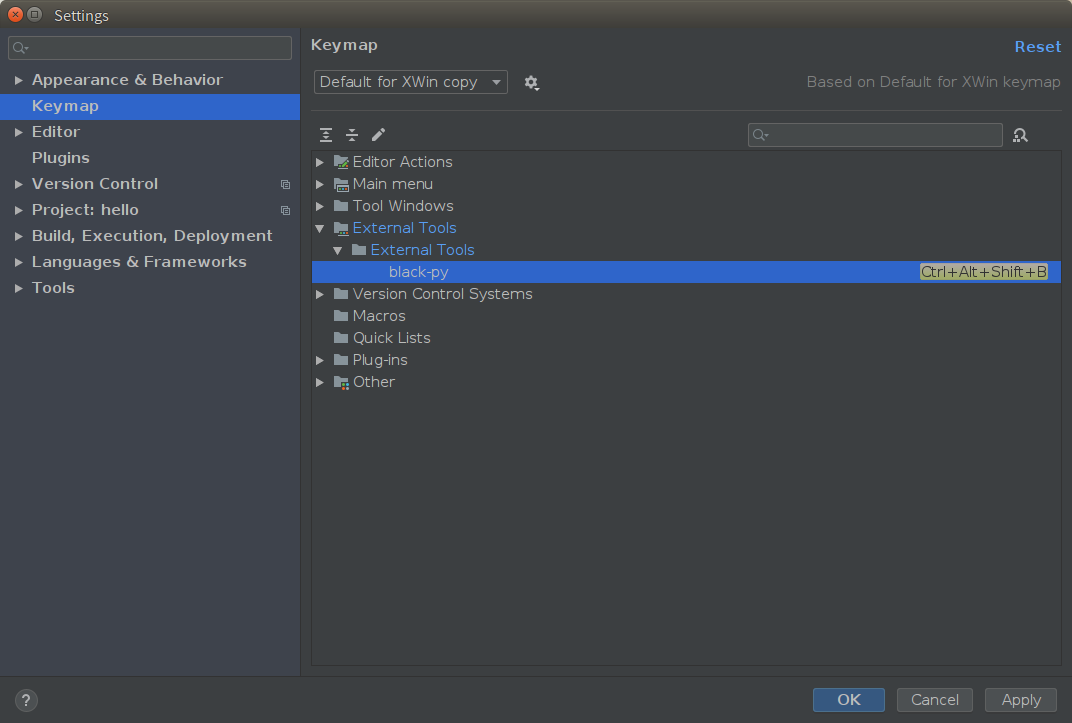 Settings
Appearance & Behavior
Keymap
Editor
Plugins
Version Control
Project: hello
Build, Execution, Deployment
Languages & Frameworks
Tools
Keymap
Reset
Default for XWin copy
Based on Default for XWin keymap
Editor Actions
Main menu
Tool Windows
External Tools
External Tools
black-py Ctrl+Alt+Shift+B
Version Control Systems
Macros
Quick Lists
Plug-ins
Other
?
OK Cancel Apply